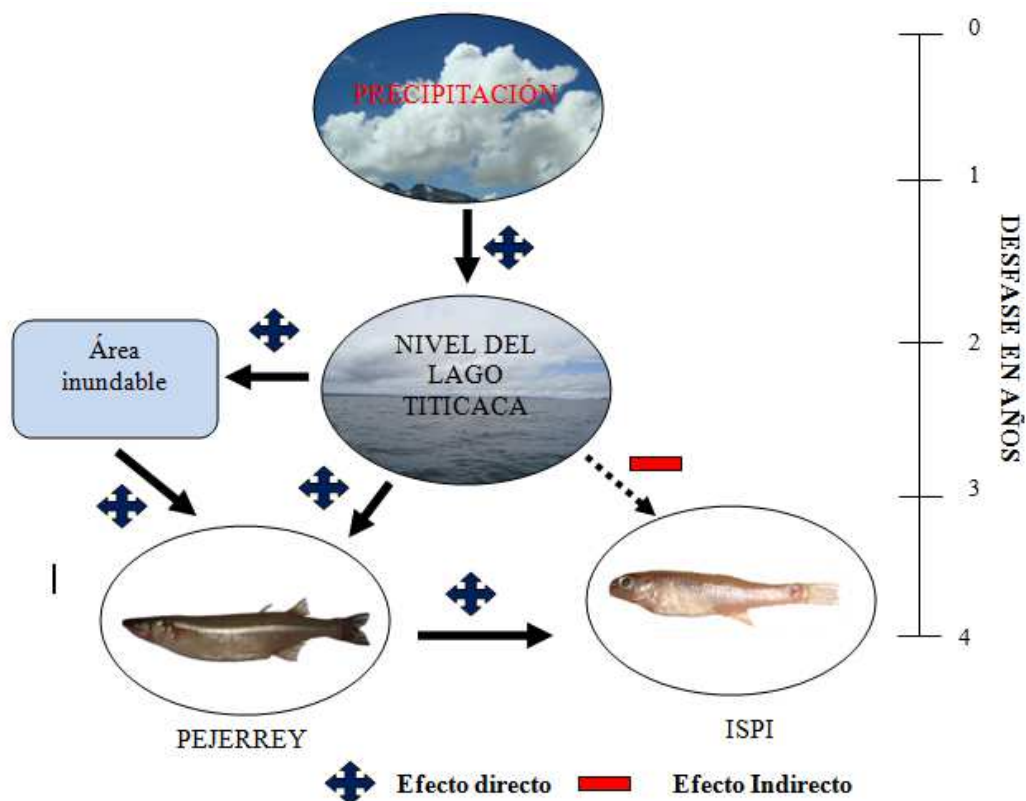 PRECIPITACIÓN
0
1
2
3
4
DESFASE EN AÑOS
NIVEL DEL
LAGO
TITICACA
Área
inundable
PEJERREY
ISPI
Efecto directo
Efecto Indirecto